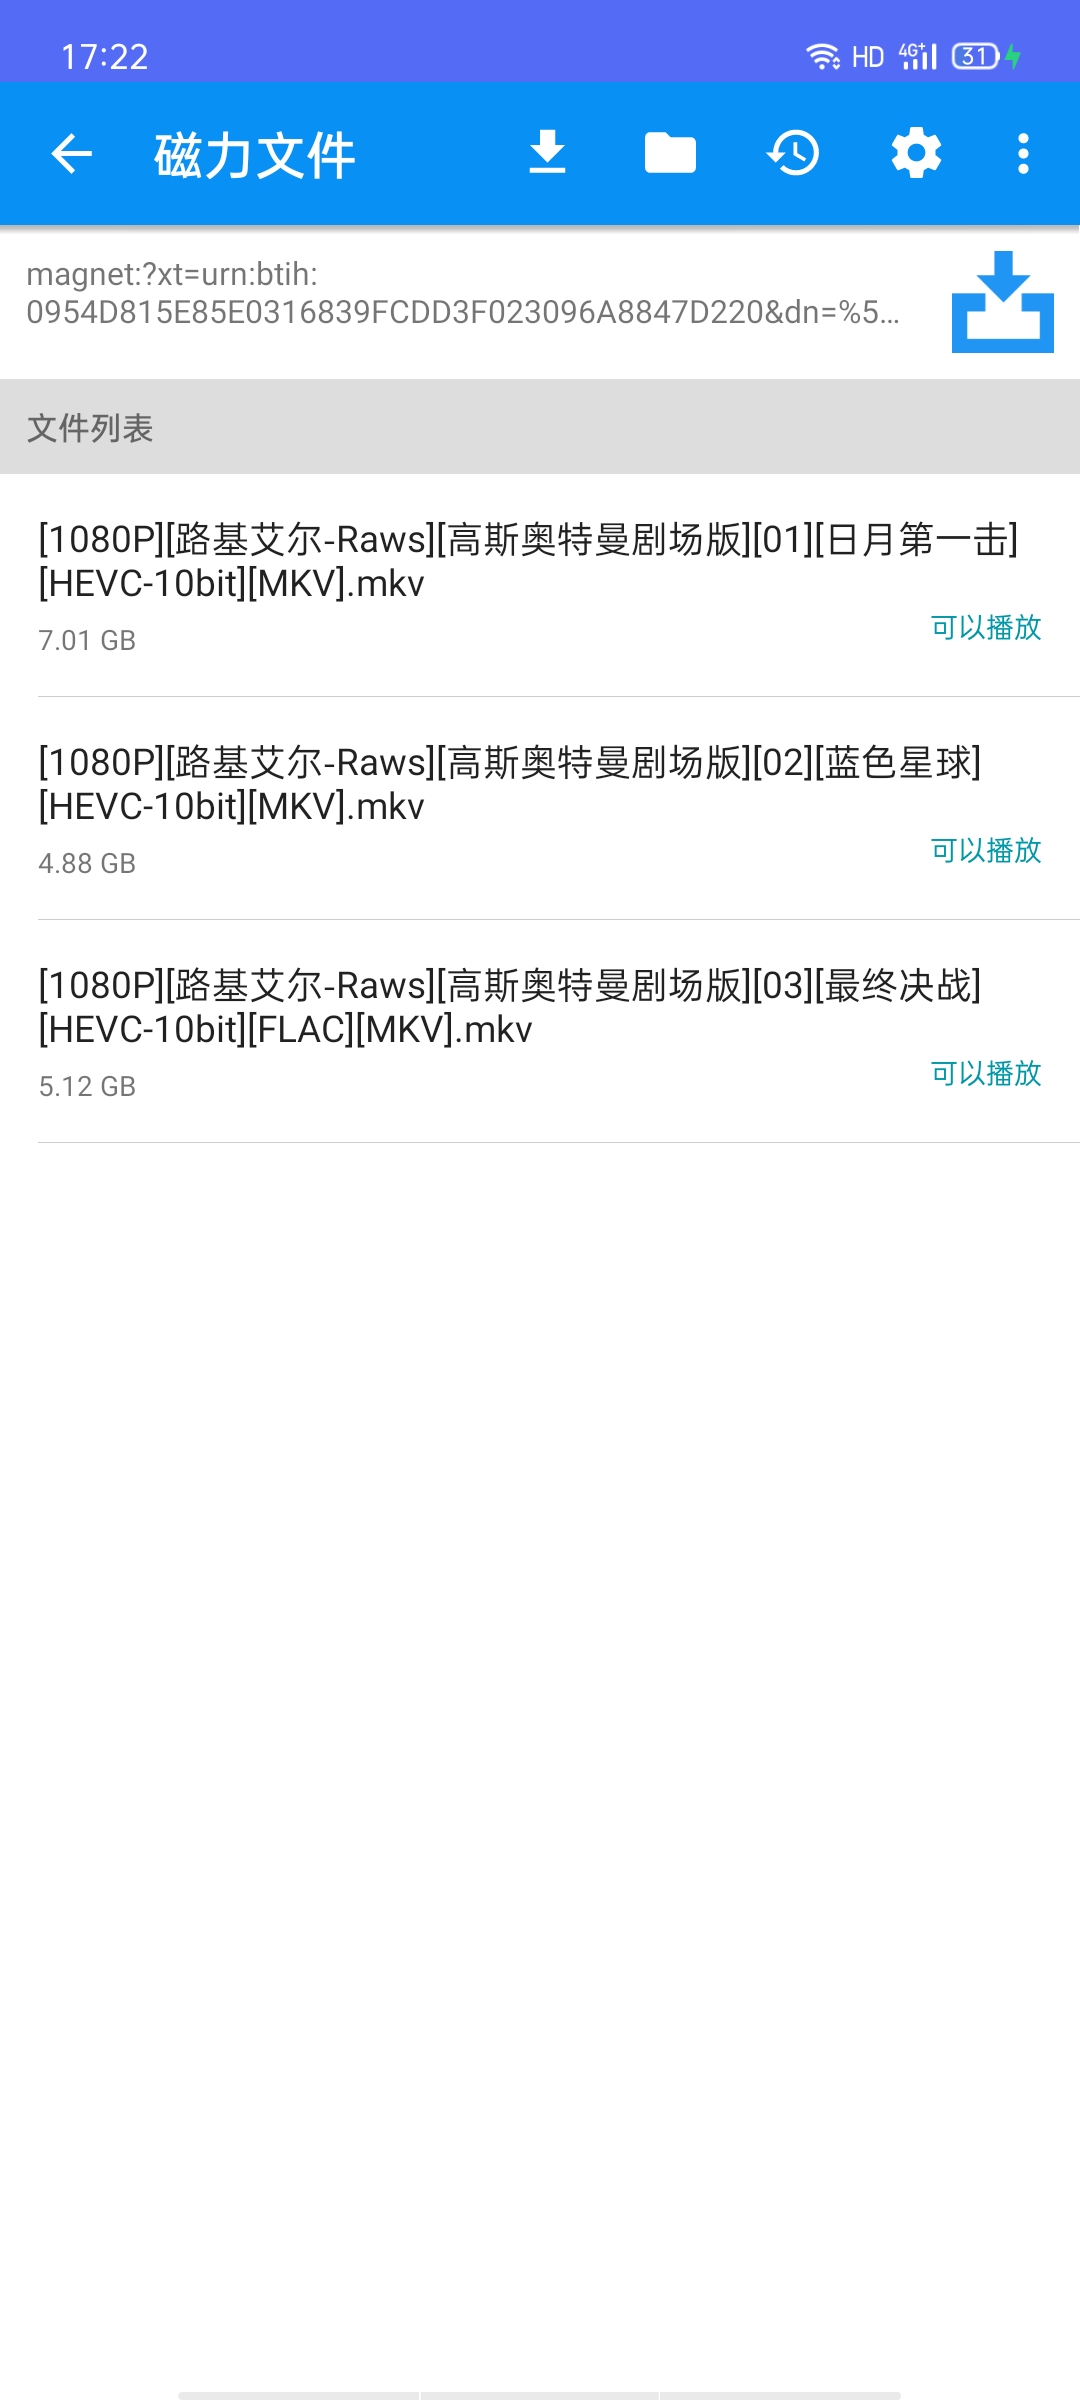 17:22
HD 4G+ 31
磁力文件
magnet:?xt=urn:btih:
0954D815E85E0316839FCDD3F023096A8847D220&dn=%5...
文件列表
[1080P][路基艾尔-Raws][高斯奥特曼剧场版][01][日月第一击]
[HEVC-10bit][MKV].mkv
7.01 GB
可以播放
[1080P][路基艾尔-Raws][高斯奥特曼剧场版][02][蓝色星球]
[HEVC-10bit][MKV].mkv
4.88 GB
可以播放
[1080P][路基艾尔-Raws][高斯奥特曼剧场版][03][最终决战]
[HEVC-10bit][FLAC][MKV].mkv
5.12 GB
可以播放